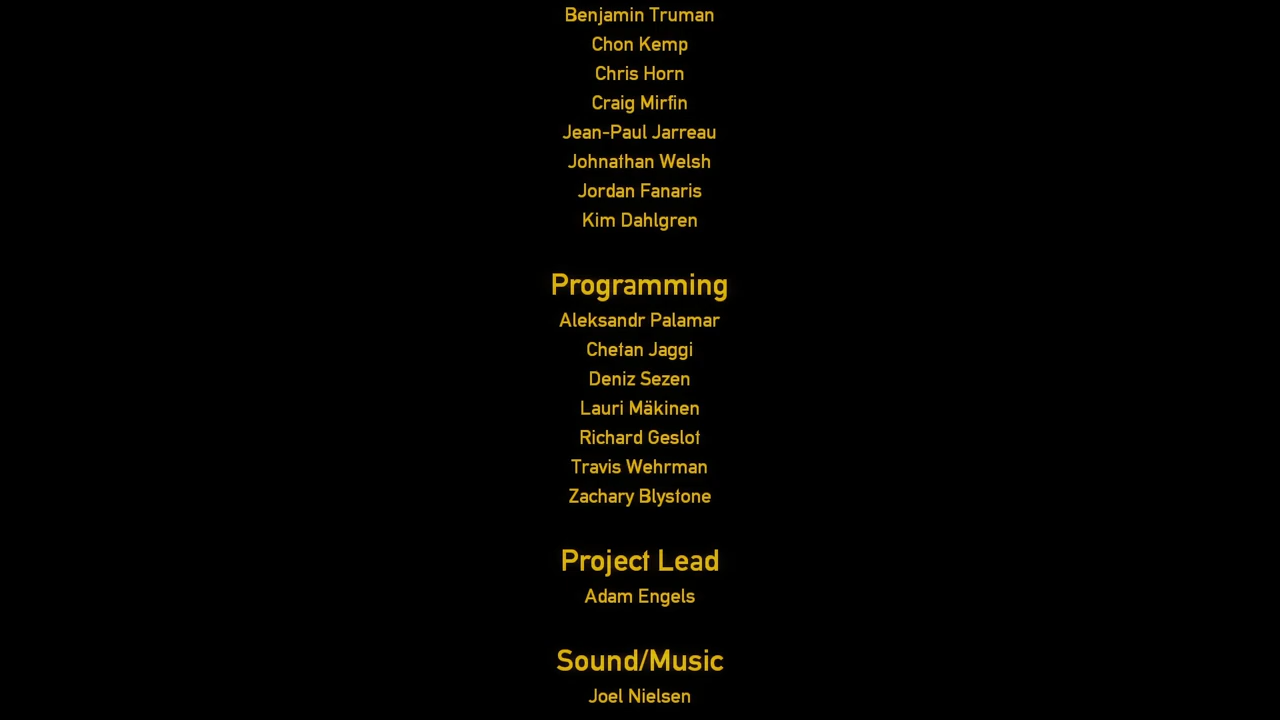 Benjamin Truman
Chon Kemp
Chris Horn
Craig Mirfin
Jean-Paul Jarreau
Johnathan Welsh
Jordan Fanaris
Kim Dahlgren
Programming
Aleksandr Palamar
Chetan Jaggi
Deniz Sezen
Lauri Mäkinen
Richard Geslot
Travis Wehrman
Zachary Blystone
Project Lead
Adam Engels
Sound/Music
Joel Nielsen